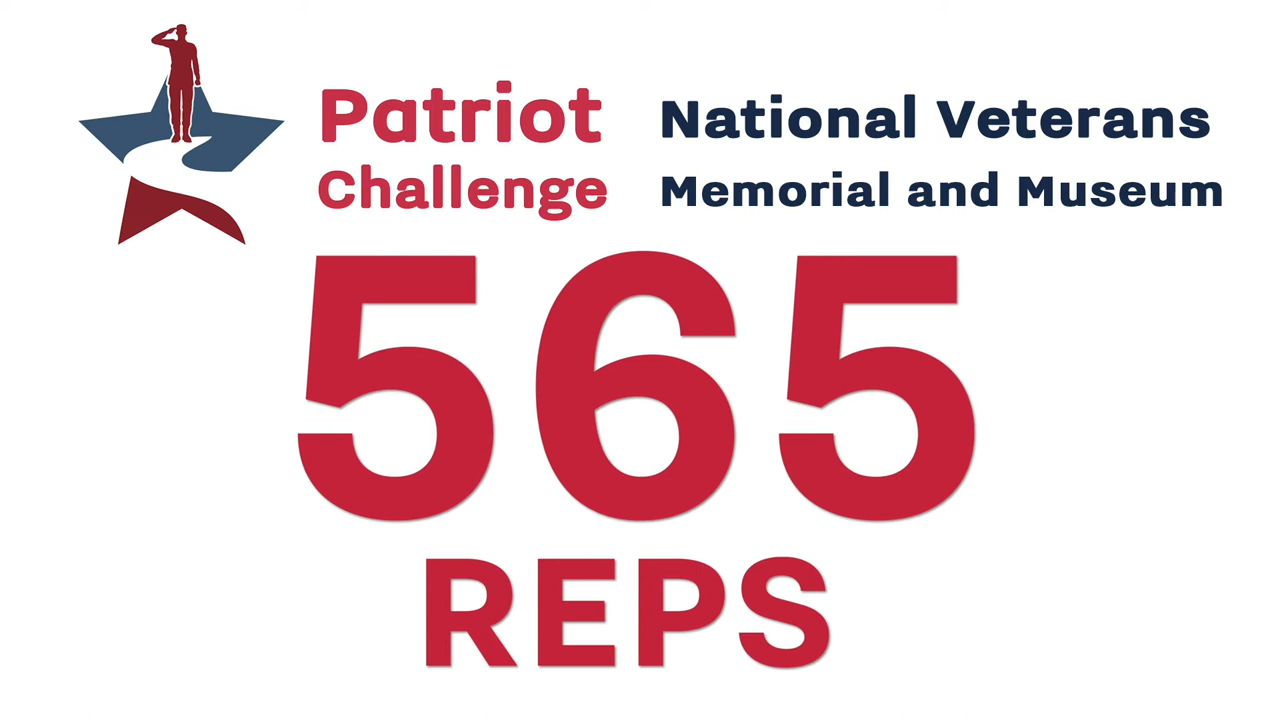 Patriot
Challenge
National Veterans
Memorial and Museum
565
REPS